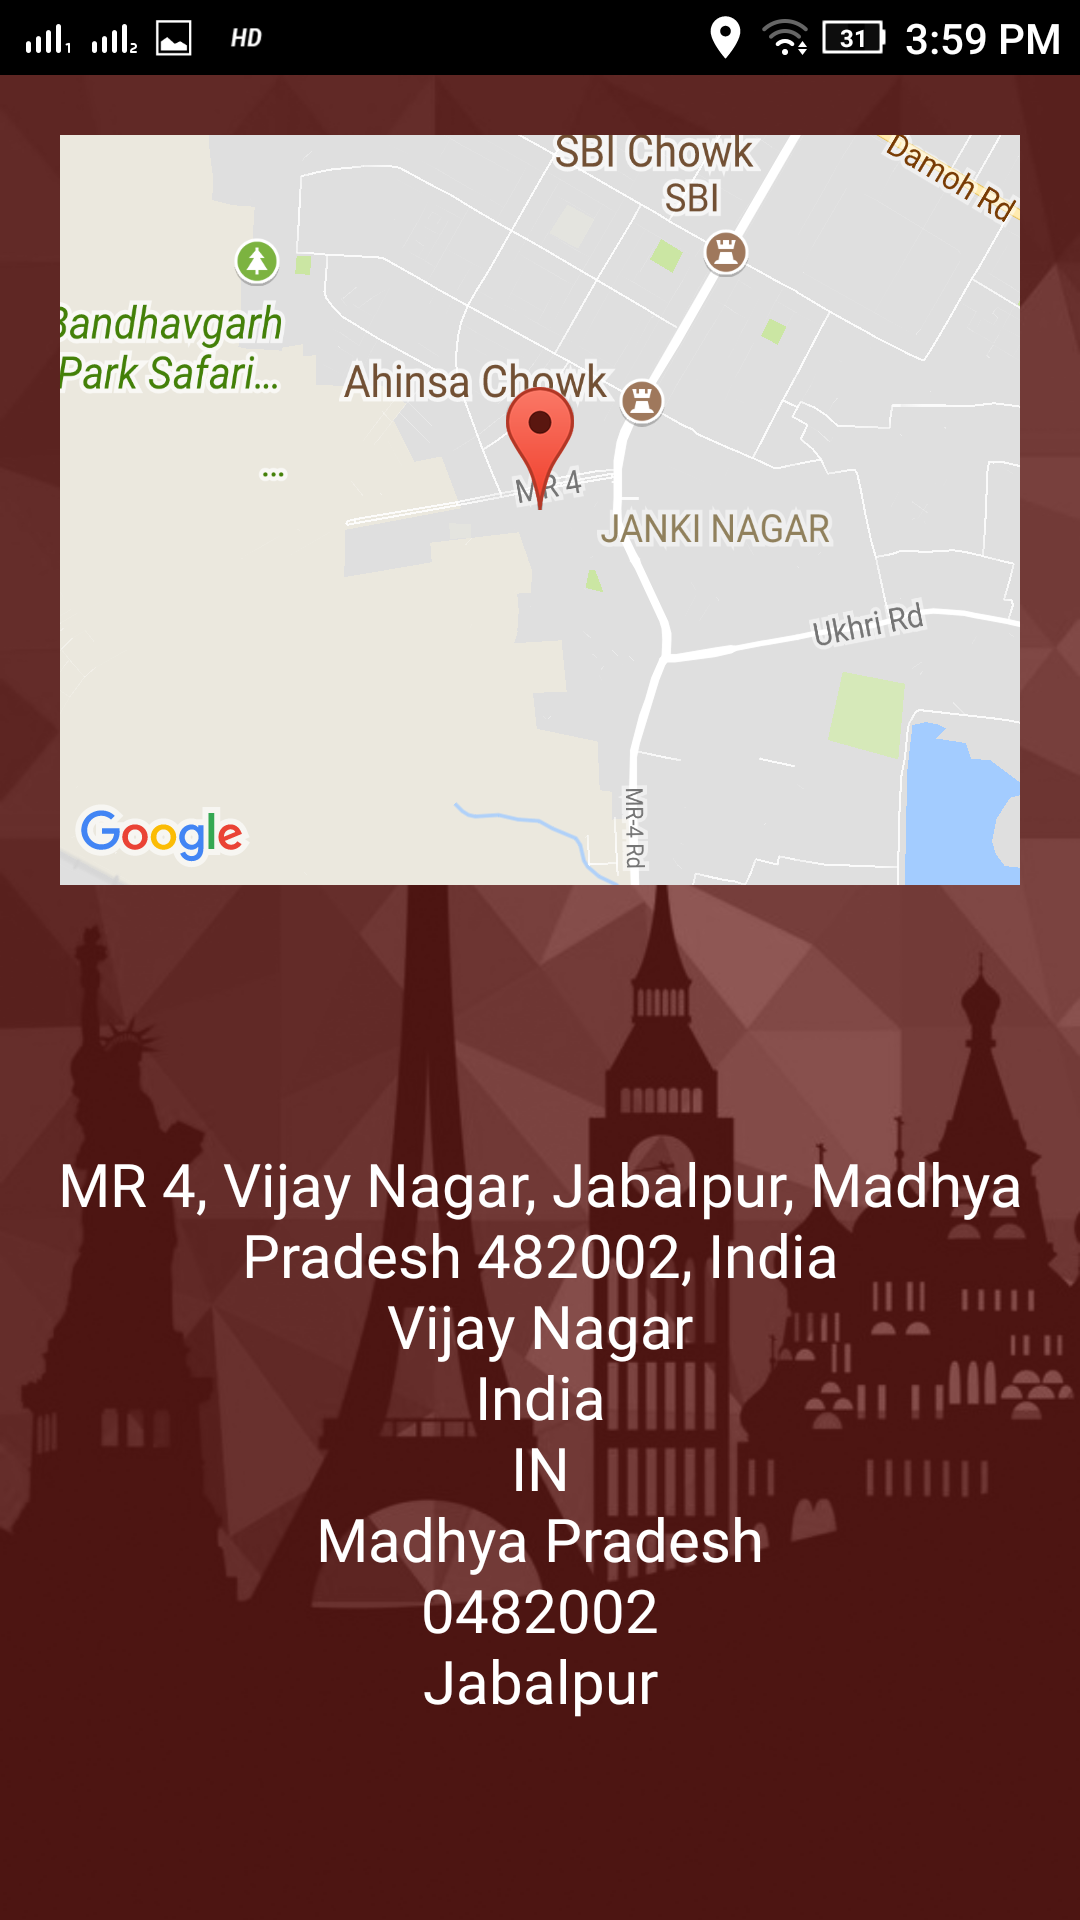 1 2 HD 31 3:59 PM
SBI Chowk
SBI
Damoh Rd
Bandhavgarh
Park Safari...
Ahinsa Chowk
...
MR 4
JANKI NAGAR
Ukhri Rd
MR-4 Rd
Google
MR 4, Vijay Nagar, Jabalpur, Madhya
Pradesh 482002, India
Vijay Nagar
India
IN
Madhya Pradesh
0482002
Jabalpur